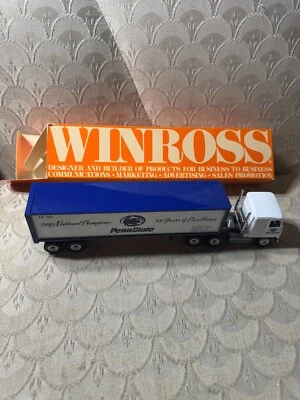 WINROSS
DESIGNER AND BUILDER OF PRODUCTS FOR BUSINESS TO BUSINESS
COMMUNICATIONS • MARKETING • ADVERTISING • SALES PROMOTION
National Champions
100 Years of Excellence
PennState